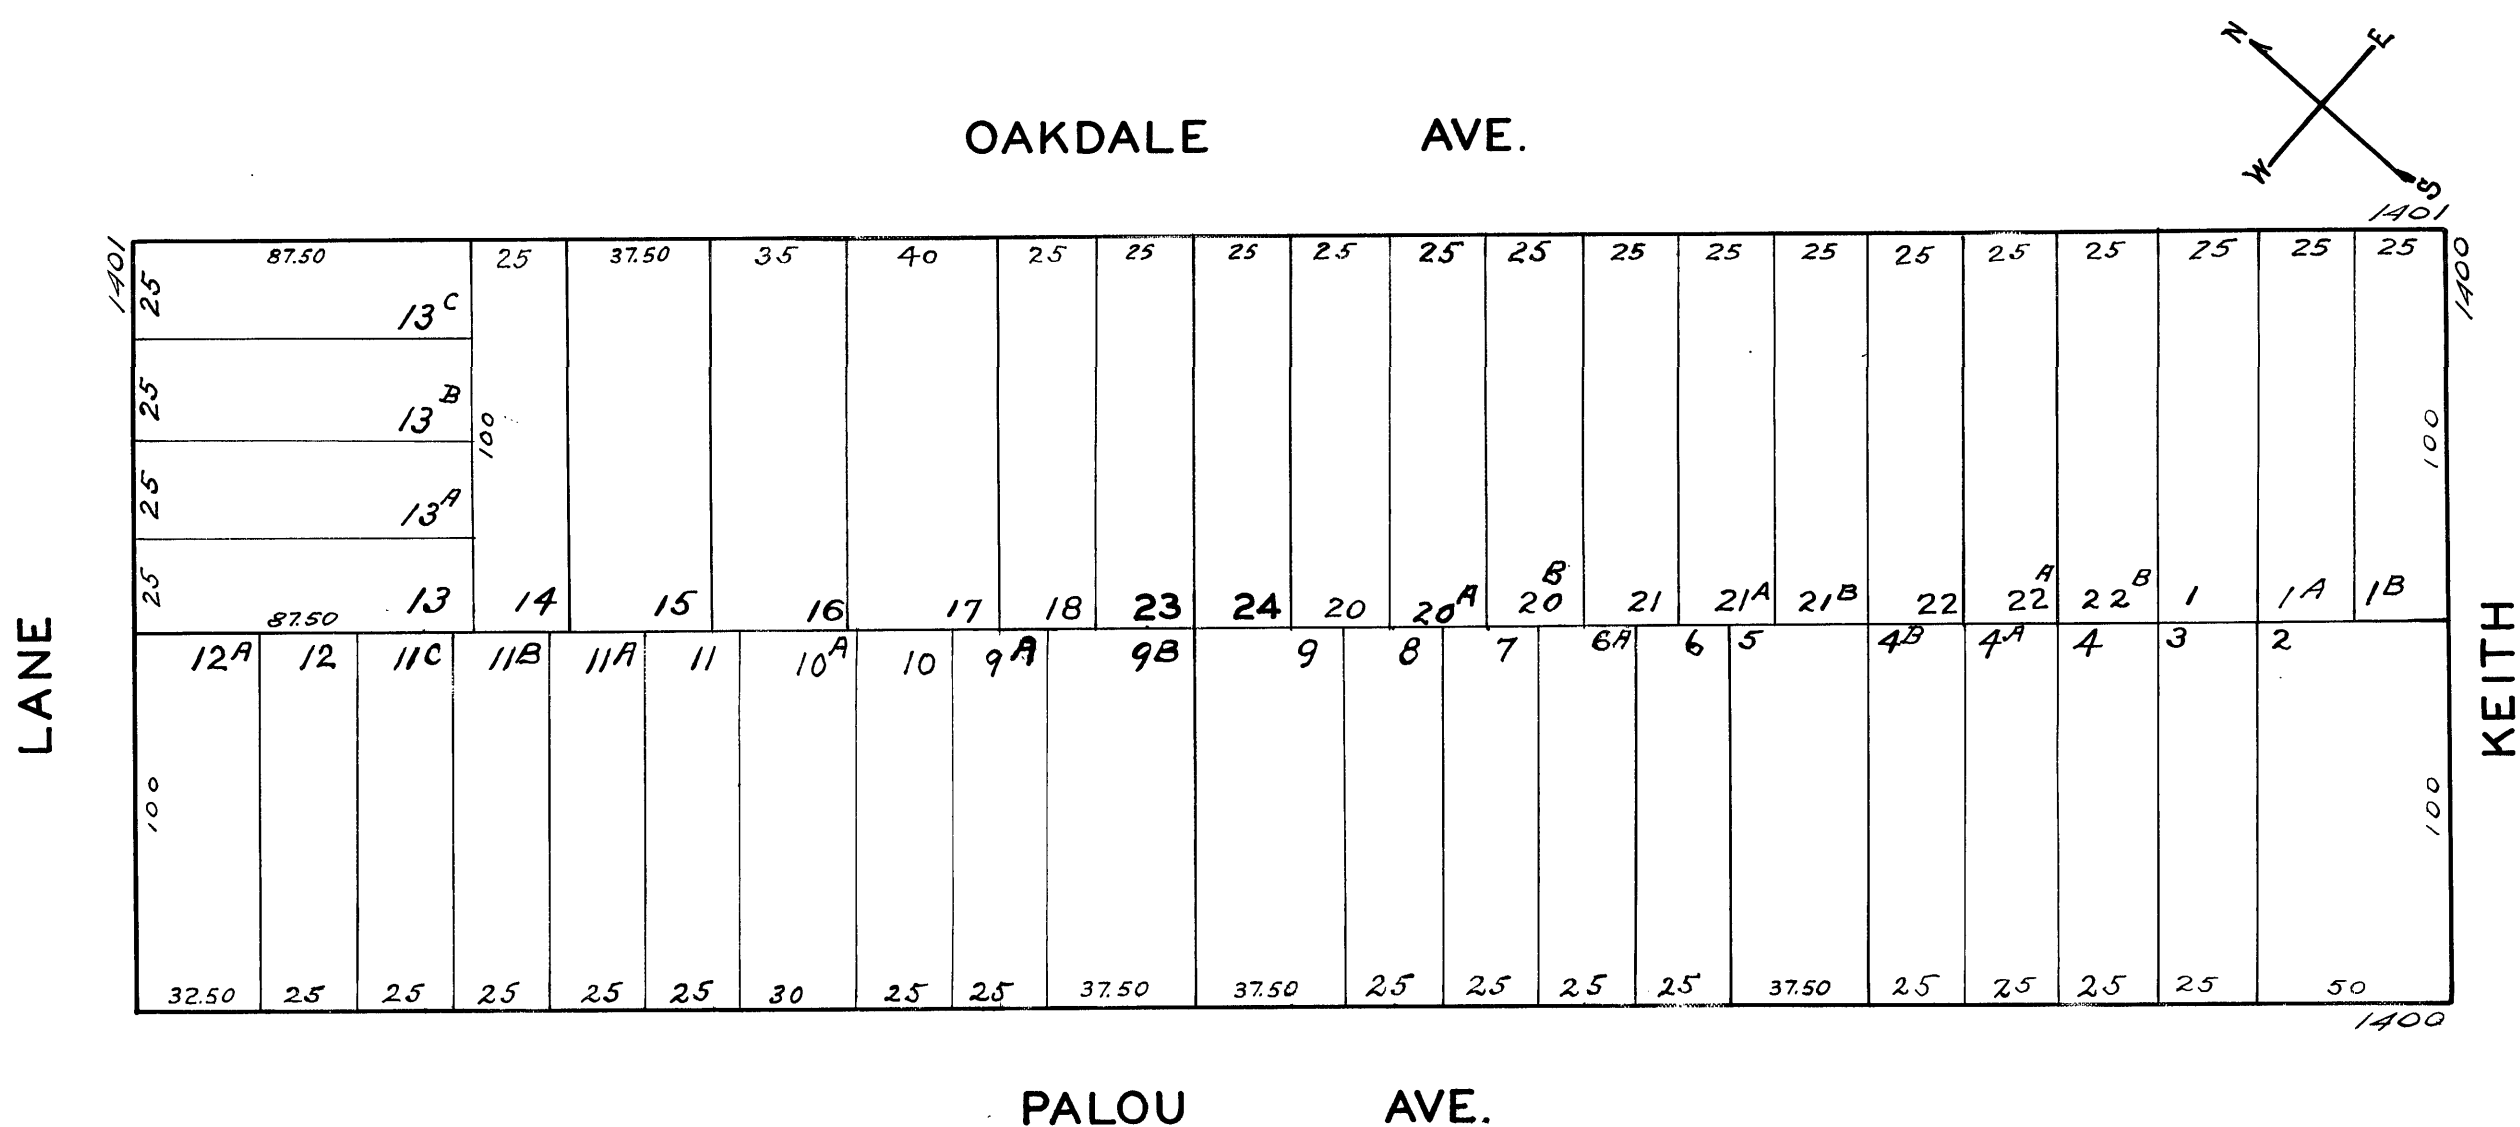 N E
W S
OAKDALE AVE.
1401
1401 87.50 25 37.50 35 40 25 25 25 25 25 25 25 25 25 25 25 25 25 25 25 1400
25 13C
25 13B
100 100
25 13A
25 87.50 13 14 15 16 17 18 23 24 20 20A 20B 21 21A 21B 22 22A 22B 1 1A 1B
LANE
KEITH
12A 12 11C 11B 11A 11 10A 10 9A 9B 9 8 7 6A 6 5 4B 4A 4 3 2
100 100
32.50 25 25 25 25 25 30 25 25 37.50 37.50 25 25 25 25 37.50 25 25 25 25 50
1400
PALOU AVE.